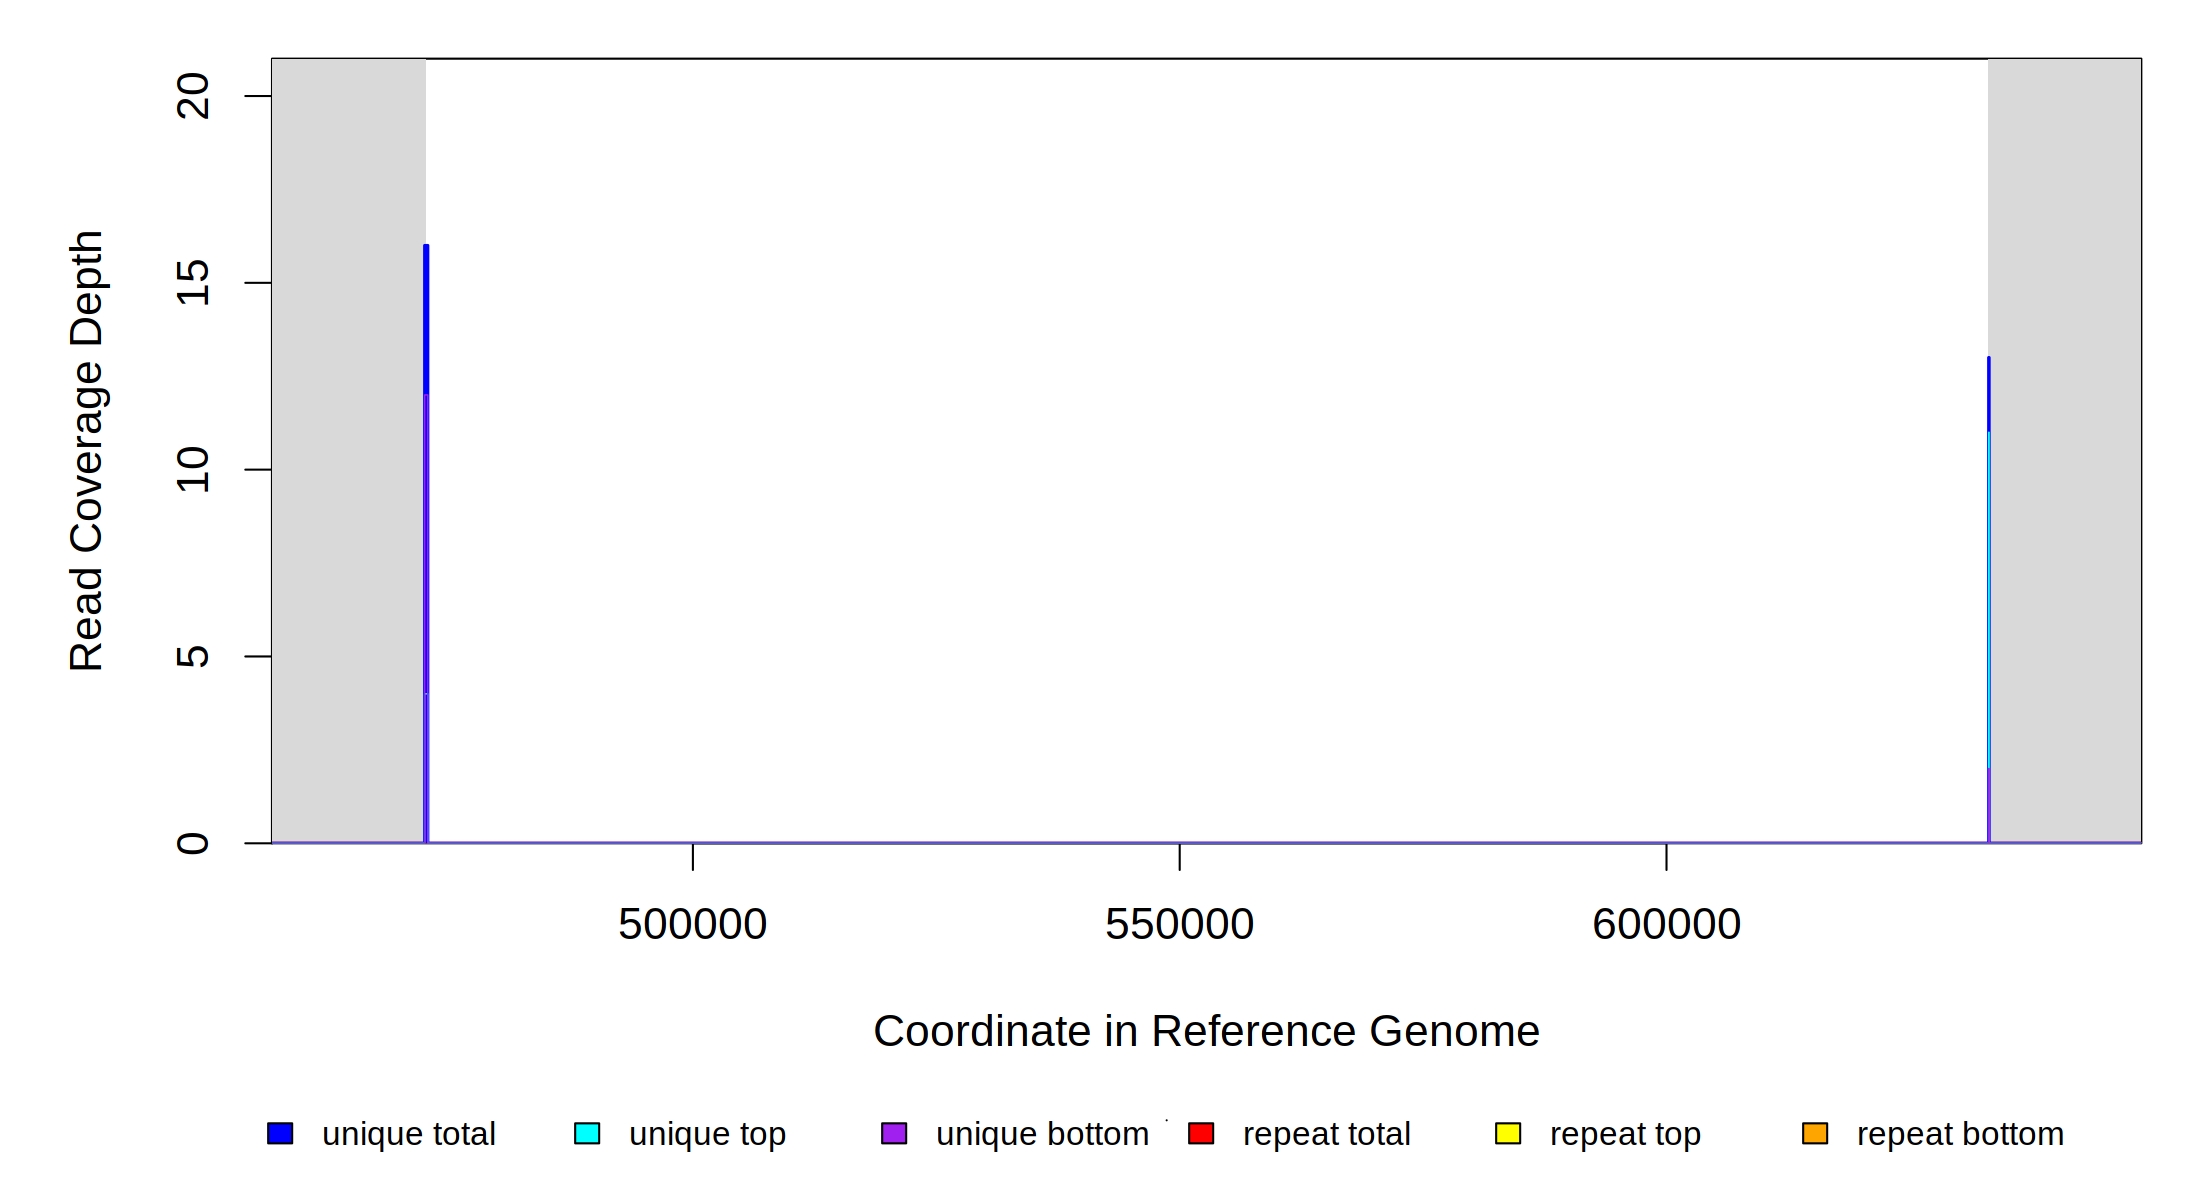 Read Coverage Depth
20
15
10
5
0
500000 550000 600000
Coordinate in Reference Genome
unique total unique top unique bottom repeat total repeat top repeat bottom